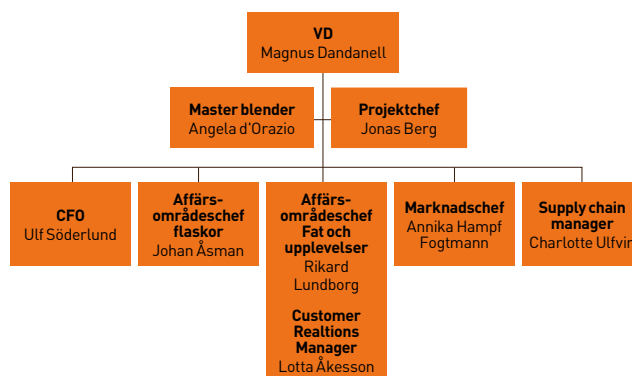 VD
Magnus Dandanell
Master blender
Angela d'Orazio
Projektchef
Jonas Berg
CFO
Ulf Söderlund
Affärs-
områdeschef
flaskor
Johan Åsman
Affärs-
områdeschef
Fat och
upplevelser
Rikard
Lundborg
Customer
Realtions
Manager
Lotta Åkesson
Marknadschef
Annika Hampf
Fogtmann
Supply chain
manager
Charlotte Ulfvin